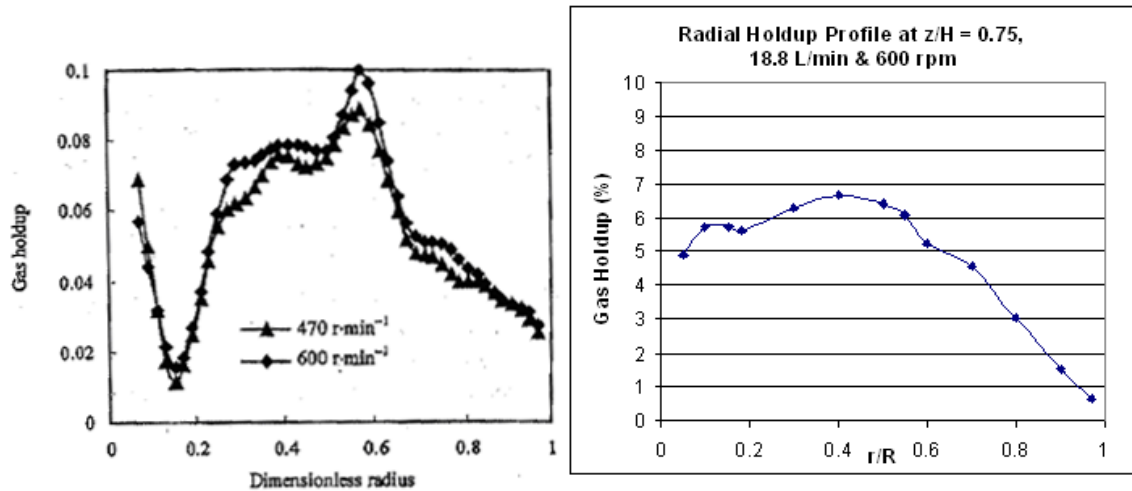 0.1
0.08
0.06
0.04
0.02
0
Gas holdup
470 r·min⁻¹
600 r·min⁻¹
0 0.2 0.4 0.6 0.8 1
Dimensionless radius
Radial Holdup Profile at z/H = 0.75,
18.8 L/min & 600 rpm
10
9
8
7
6
5
4
3
2
1
0
Gas Holdup (%)
0 0.2 0.4 0.6 0.8 1
r/R